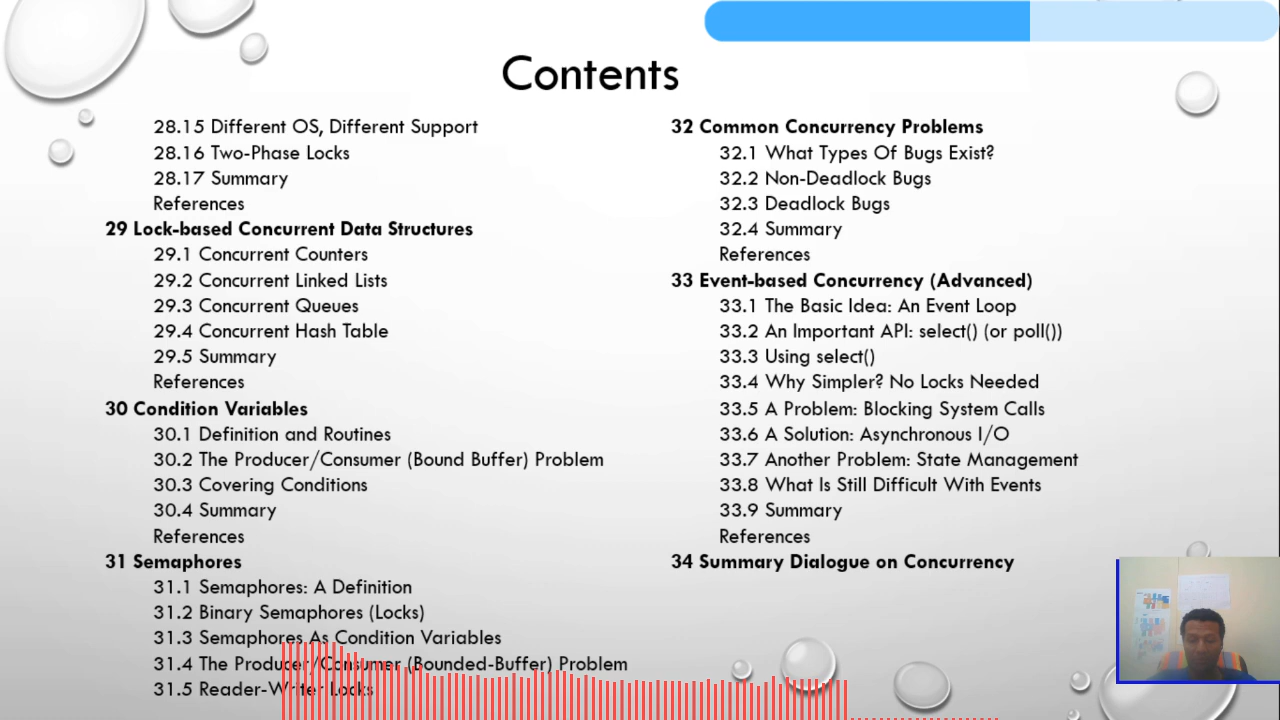 Contents
28.15 Different OS, Different Support
28.16 Two-Phase Locks
28.17 Summary
References
29 Lock-based Concurrent Data Structures
29.1 Concurrent Counters
29.2 Concurrent Linked Lists
29.3 Concurrent Queues
29.4 Concurrent Hash Table
29.5 Summary
References
30 Condition Variables
30.1 Definition and Routines
30.2 The Producer/Consumer (Bound Buffer) Problem
30.3 Covering Conditions
30.4 Summary
References
31 Semaphores
31.1 Semaphores: A Definition
31.2 Binary Semaphores (Locks)
31.3 Semaphores As Condition Variables
31.4 The Producer/Consumer (Bounded-Buffer) Problem
31.5 Reader-Writer Locks
32 Common Concurrency Problems
32.1 What Types Of Bugs Exist?
32.2 Non-Deadlock Bugs
32.3 Deadlock Bugs
32.4 Summary
References
33 Event-based Concurrency (Advanced)
33.1 The Basic Idea: An Event Loop
33.2 An Important API: select() (or poll())
33.3 Using select()
33.4 Why Simpler? No Locks Needed
33.5 A Problem: Blocking System Calls
33.6 A Solution: Asynchronous I/O
33.7 Another Problem: State Management
33.8 What Is Still Difficult With Events
33.9 Summary
References
34 Summary Dialogue on Concurrency